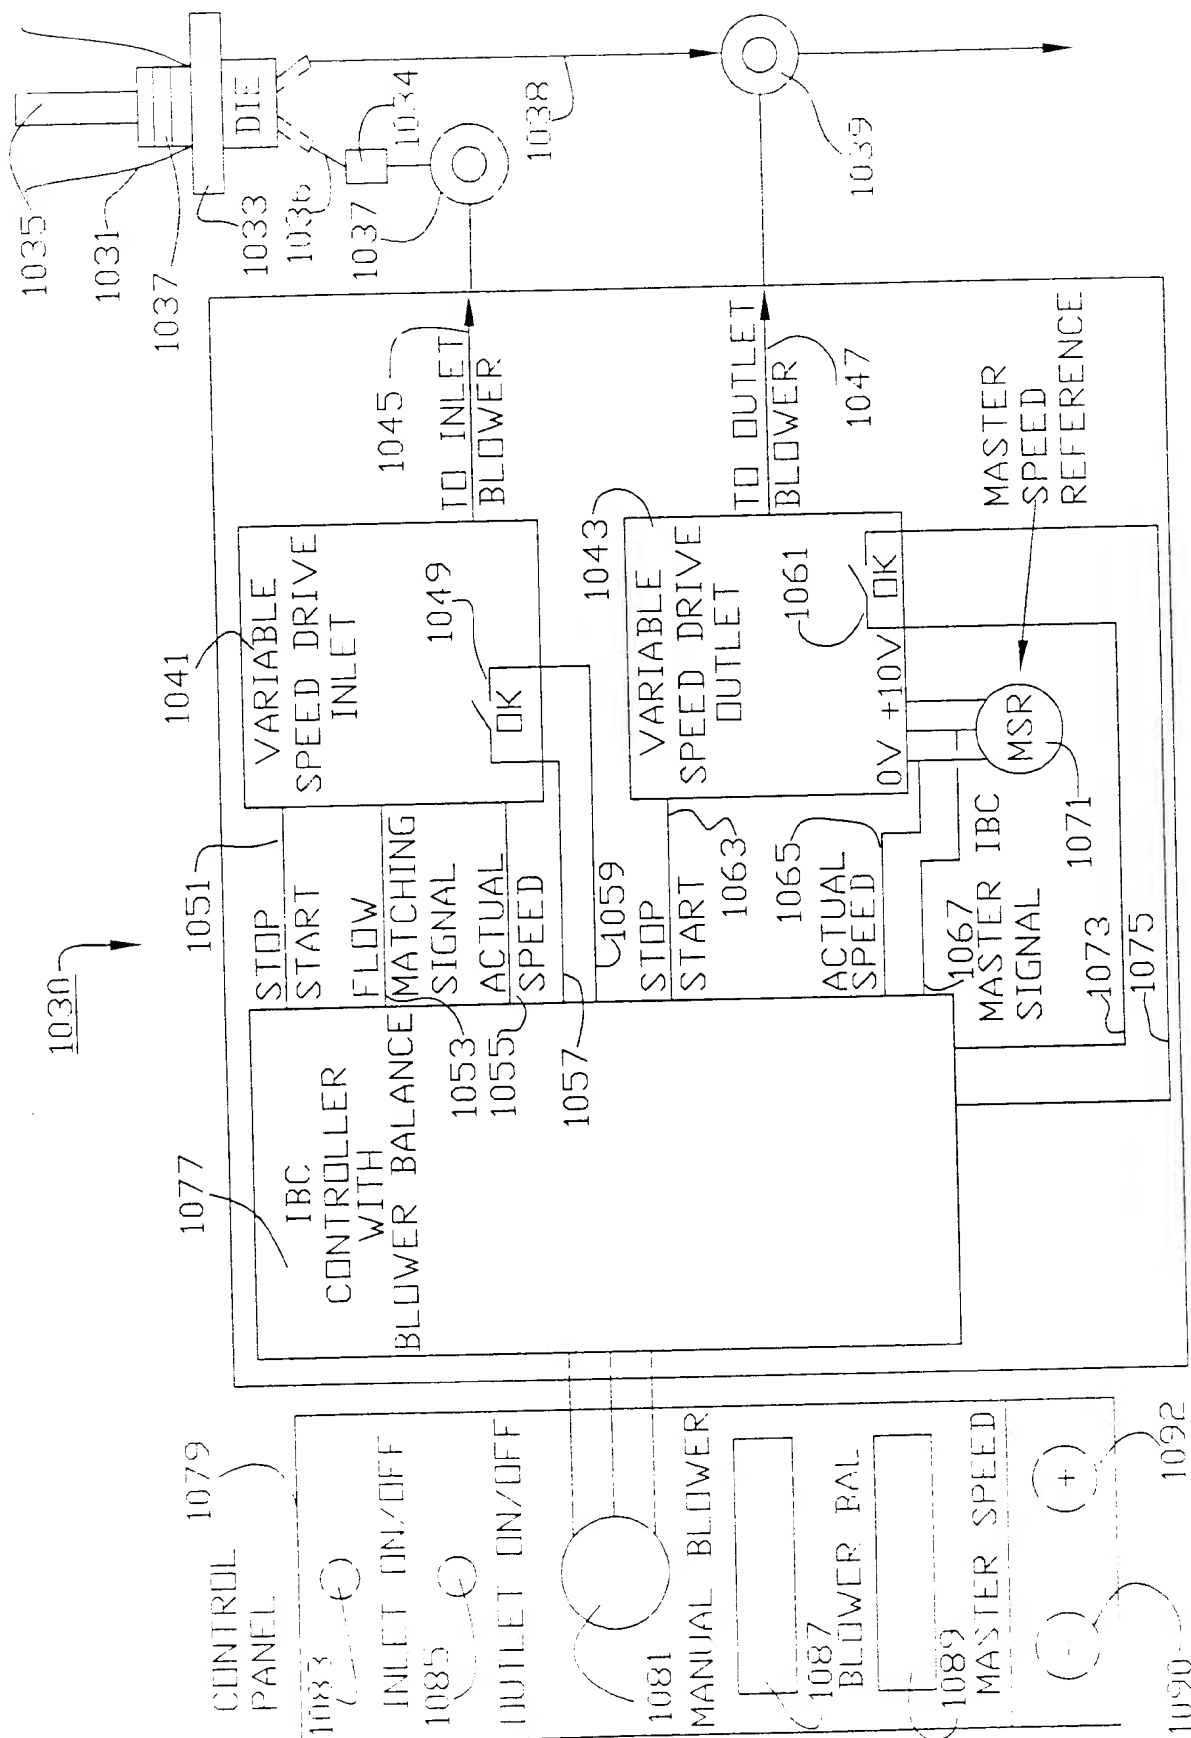 1030
CONTROL
PANEL
1079
1083
INLET ON/OFF
1085
OUTLET ON/OFF
1081
MANUAL BLOWER
1087
BLOWER BAL
1089
MASTER SPEED
-
+
1090
1092
1077
IBC
CONTROLLER
WITH
BLOWER BALANCE
1051
STOP
START
FLOW
MATCHING
SIGNAL
1053
ACTUAL
SPEED
1055
1057
1059
STOP
START
1063
1065
ACTUAL
SPEED
1067
MASTER IBC
SIGNAL
1073
1075
1041
VARIABLE
SPEED DRIVE
INLET
1049
OK
1043
VARIABLE
SPEED DRIVE
OUTLET
1061
0V +10V
OK
MSR
1071
MASTER
SPEED
REFERENCE
1045
TO INLET
BLOWER
TO OUTLET
BLOWER
1047
1035
1031
1037
1033
1036
1037
DIE
1034
1038
1039